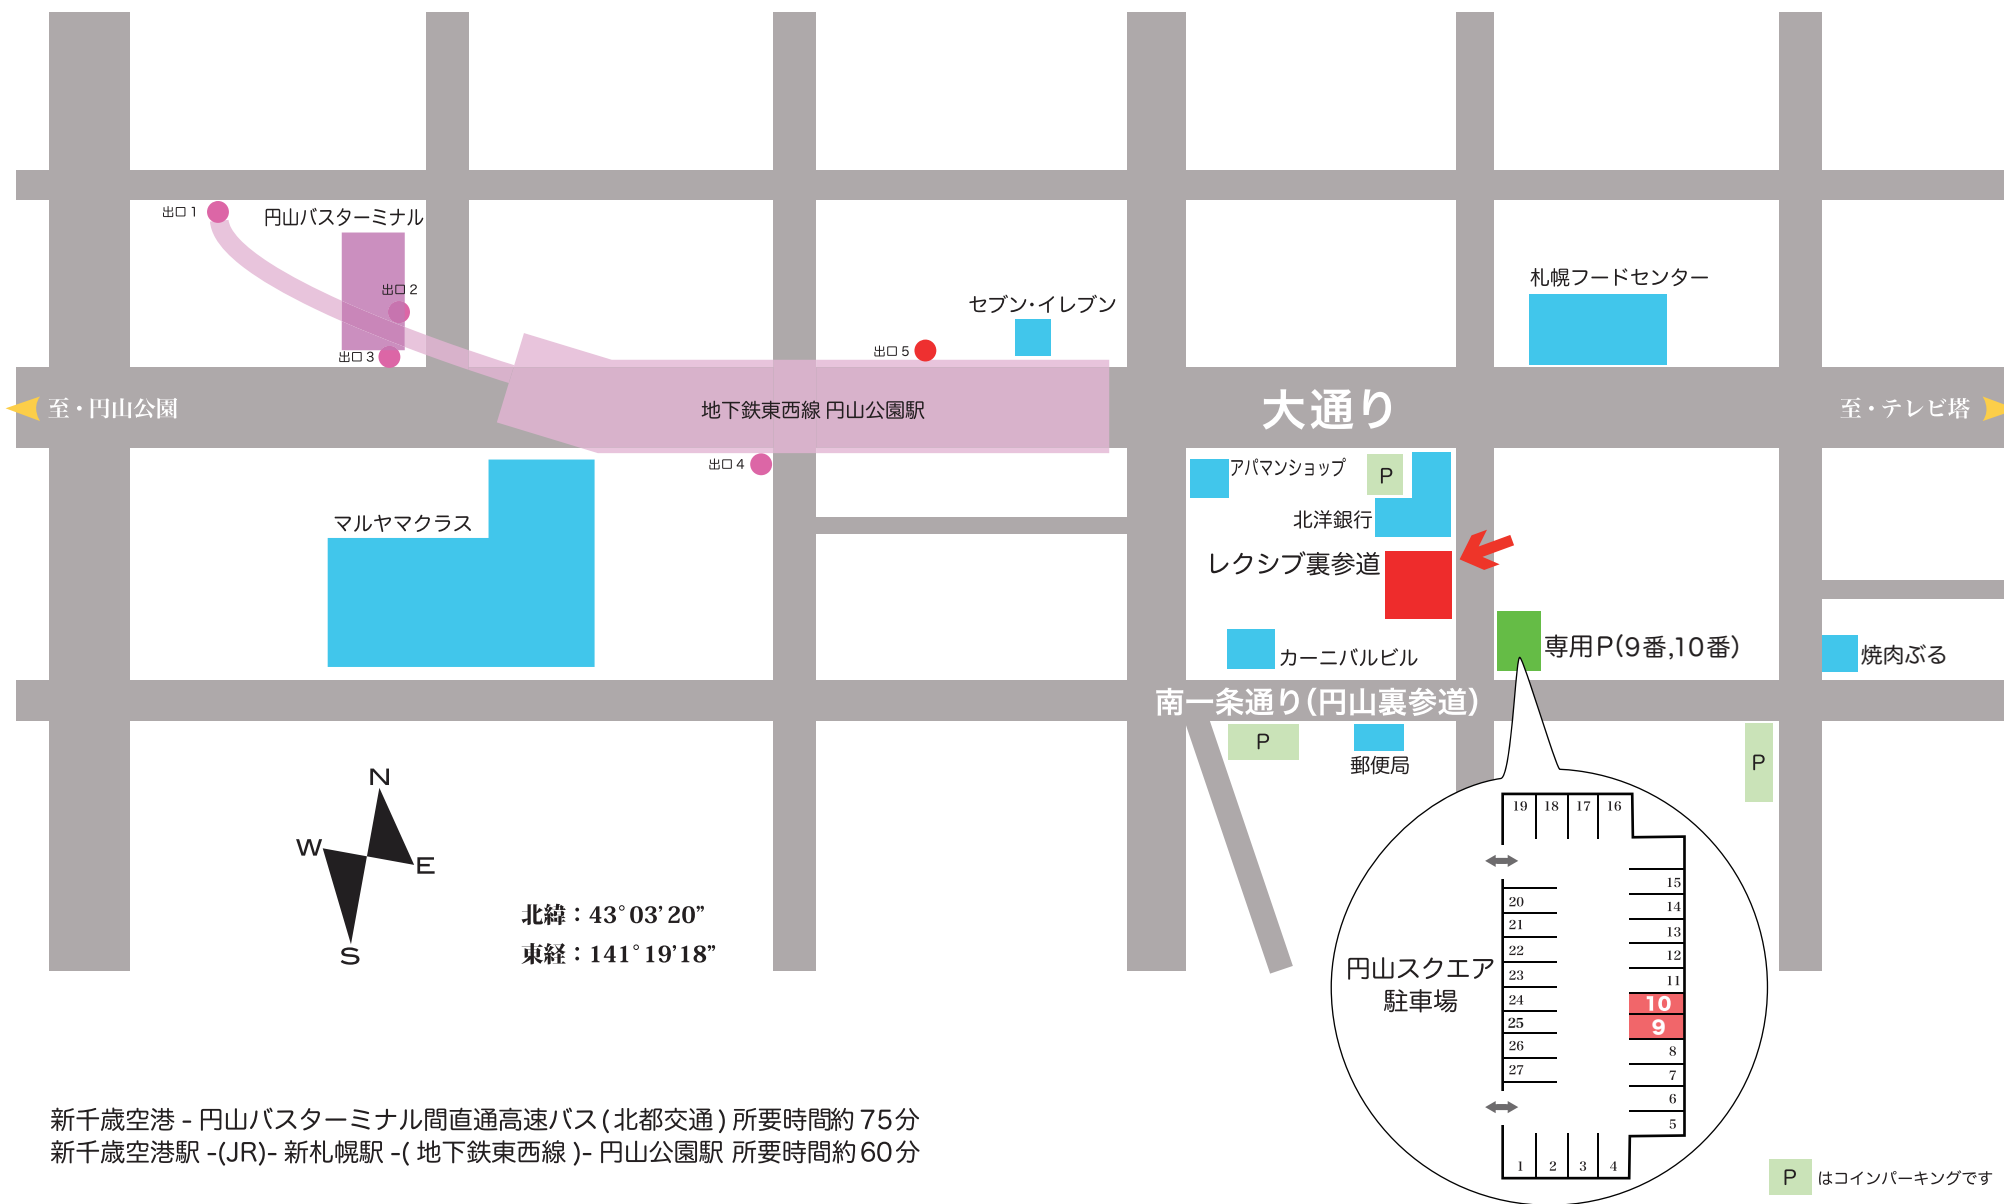 出口1
円山バスターミナル
出口2
出口3
セブン・イレブン
出口5
札幌フードセンター
至・円山公園
地下鉄東西線 円山公園駅
大通り
至・テレビ塔
出口4
アパマンショップ
P
北洋銀行
マルヤマクラス
レクシブ裏参道
専用P(9番,10番)
カーニバルビル
焼肉ぶる
南一条通り(円山裏参道)
P
郵便局
P
N
W
E
S
北緯：43°03’20”
東経：141°19’18”
円山スクエア
駐車場
19 18 17 16
15
14
13
12
11
10
9
8
7
6
5
20
21
22
23
24
25
26
27
1 2 3 4
新千歳空港 - 円山バスターミナル間直通高速バス(北都交通) 所要時間約75分
新千歳空港駅 -(JR)- 新札幌駅 -( 地下鉄東西線 )- 円山公園駅 所要時間約60分
P はコインパーキングです